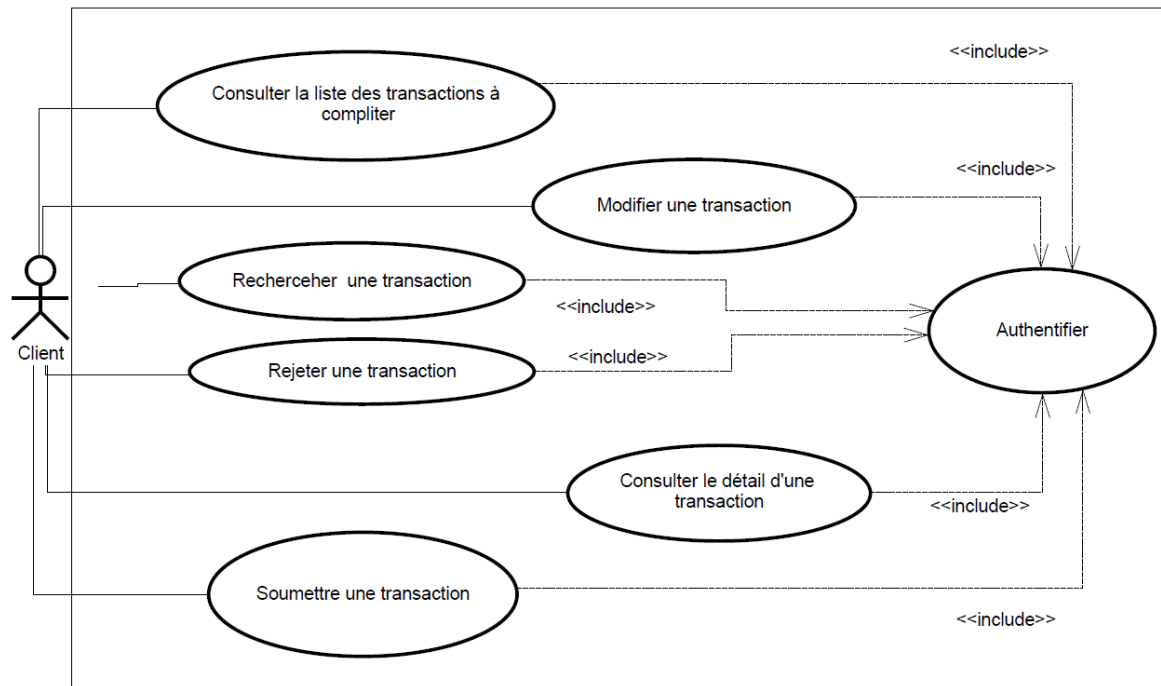 <<include>>
Consulter la liste des transactions à
compliter
<<include>>
Modifier une transaction
Recherceher une transaction
<<include>>
Authentifier
Client
<<include>>
Rejeter une transaction
Consulter le détail d'une
transaction
<<include>>
Soumettre une transaction
<<include>>